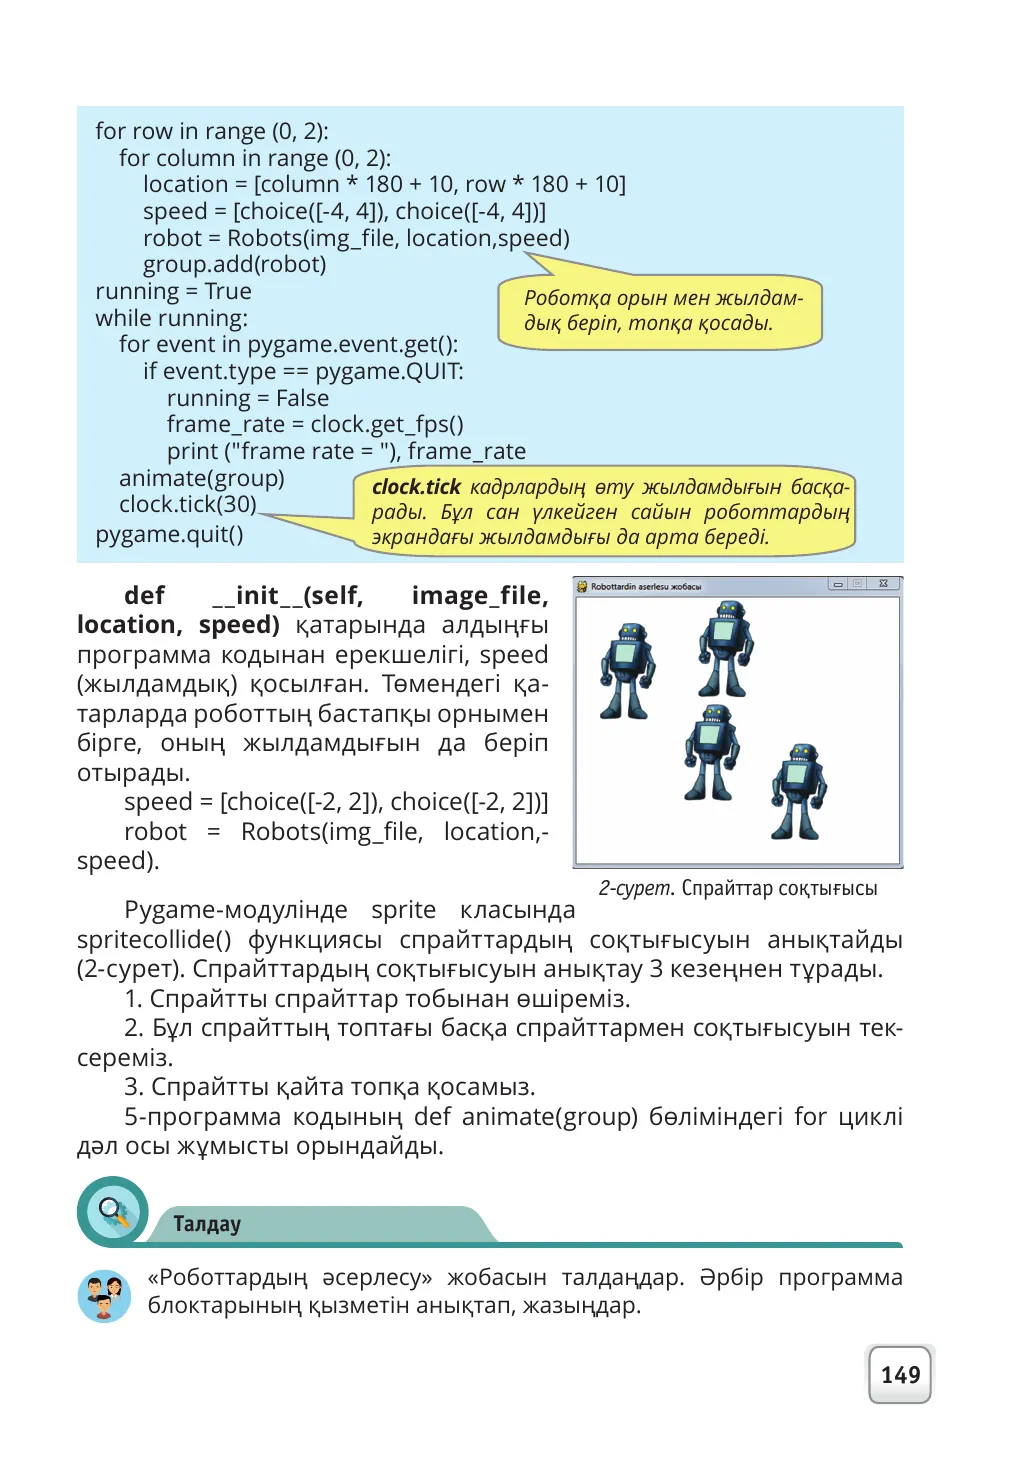 for row in range (0, 2):
for column in range (0, 2):
location = [column * 180 + 10, row * 180 + 10]
speed = [choice([-4, 4]), choice([-4, 4])]
robot = Robots(img_file, location,speed)
group.add(robot)
running = True
while running:
for event in pygame.event.get():
if event.type == pygame.QUIT:
running = False
frame_rate = clock.get_fps()
print ("frame rate = "), frame_rate
animate(group)
clock.tick(30)
pygame.quit()
Роботқа орын мен жылдам-
дық беріп, топқа қосады.
clock.tick кадрлардың өту жылдамдығын басқа-
рады. Бұл сан үлкейген сайын роботтардың
экрандағы жылдамдығы да арта береді.
def __init__(self, image_file,
location, speed) қатарында алдыңғы
программа кодынан ерекшелігі, speed
(жылдамдық) қосылған. Төмендегі қа-
тарларда роботтың бастапқы орнымен
бірге, оның жылдамдығын да беріп
отырады.
speed = [choice([-2, 2]), choice([-2, 2])]
robot = Robots(img_file, location,-
speed).
Robottardin aserlesu жобасы
2-сурет. Спрайттар соқтығысы
Pygame-модулінде sprite класында
spritecollide() функциясы спрайттардың соқтығысуын анықтайды
(2-сурет). Спрайттардың соқтығысуын анықтау 3 кезеңнен тұрады.
1. Спрайтты спрайттар тобынан өшіреміз.
2. Бұл спрайттың топтағы басқа спрайттармен соқтығысуын тек-
сереміз.
3. Спрайтты қайта топқа қосамыз.
5-программа кодының def animate(group) бөліміндегі for циклі
дәл осы жұмысты орындайды.
Талдау
«Роботтардың әсерлесу» жобасын талдаңдар. Әрбір программа
блоктарының қызметін анықтап, жазыңдар.
149